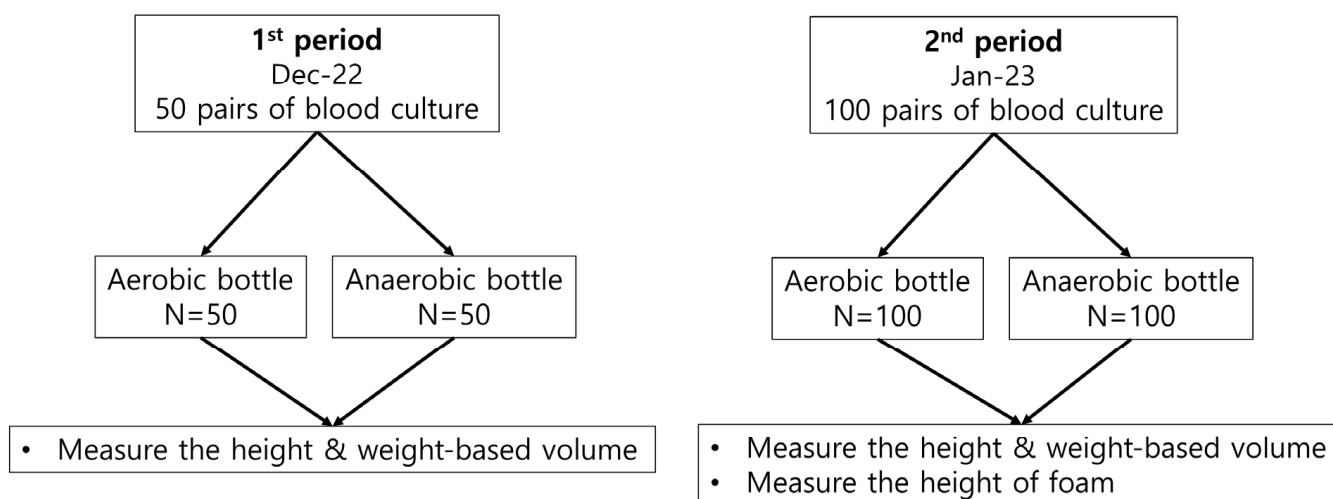 1st period
Dec-22
50 pairs of blood culture
Aerobic bottle
N=50
Anaerobic bottle
N=50
• Measure the height & weight-based volume
2nd period
Jan-23
100 pairs of blood culture
Aerobic bottle
N=100
Anaerobic bottle
N=100
• Measure the height & weight-based volume
• Measure the height of foam